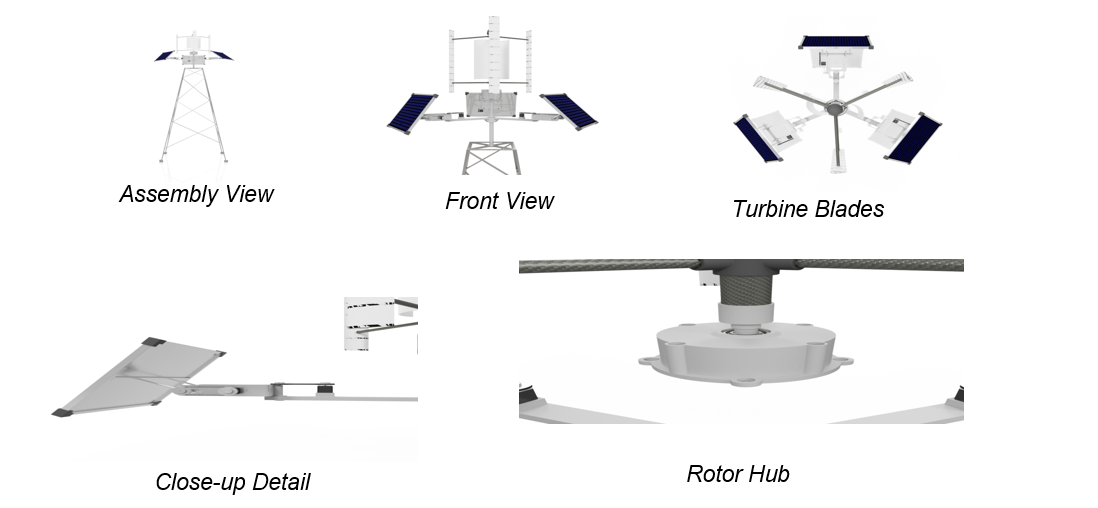 Assembly View
Front View
Turbine Blades
Close-up Detail
Rotor Hub